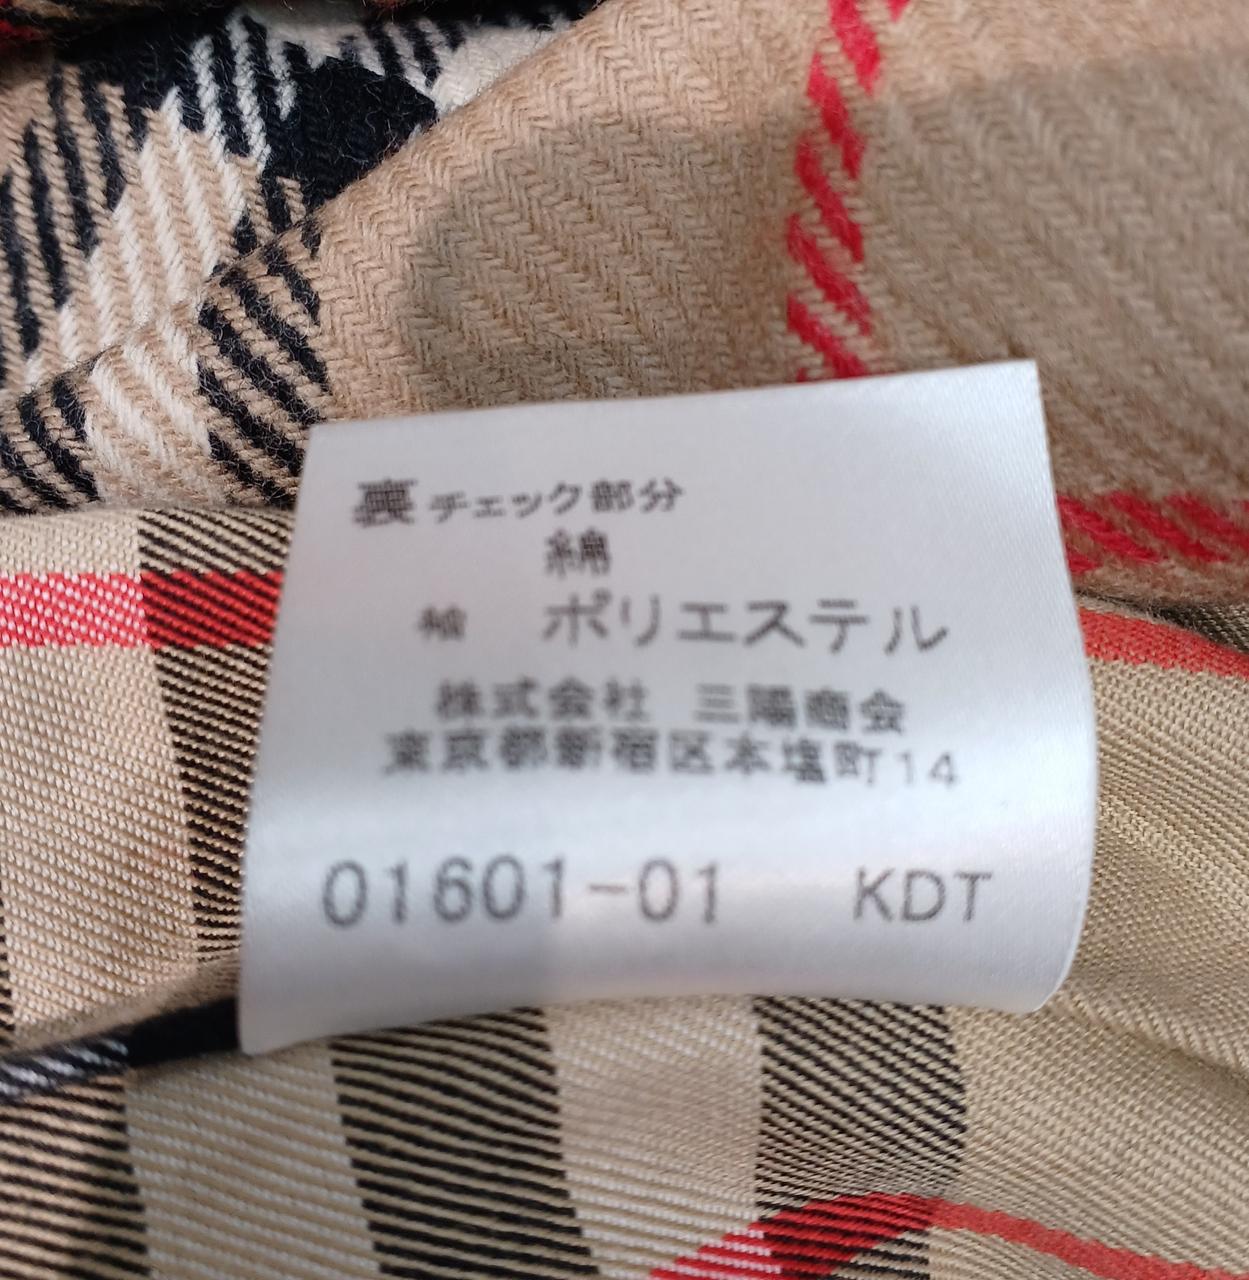 裏 チェック部分
綿
袖 ポリエステル
株式会社 三陽商会
東京都新宿区本塩町14
01601-01 KDT